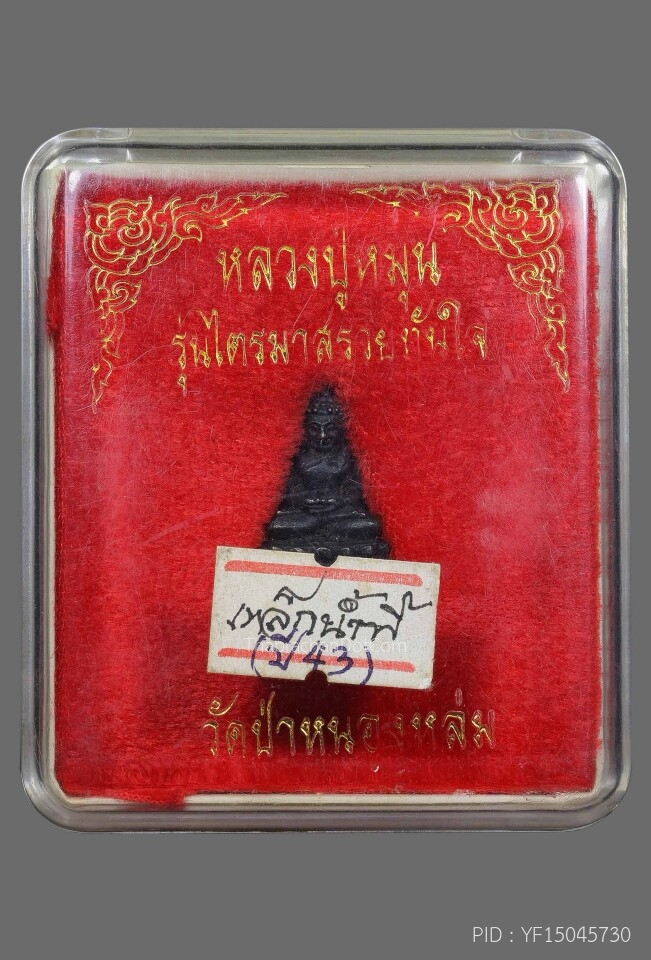 หลวงปู่หมุน
รุ่นไตรมาสรวยทันใจ
เหล็กน้ำพี้
(ปี 43)
วัดป่าหนองหล่ม
PID : YF15045730